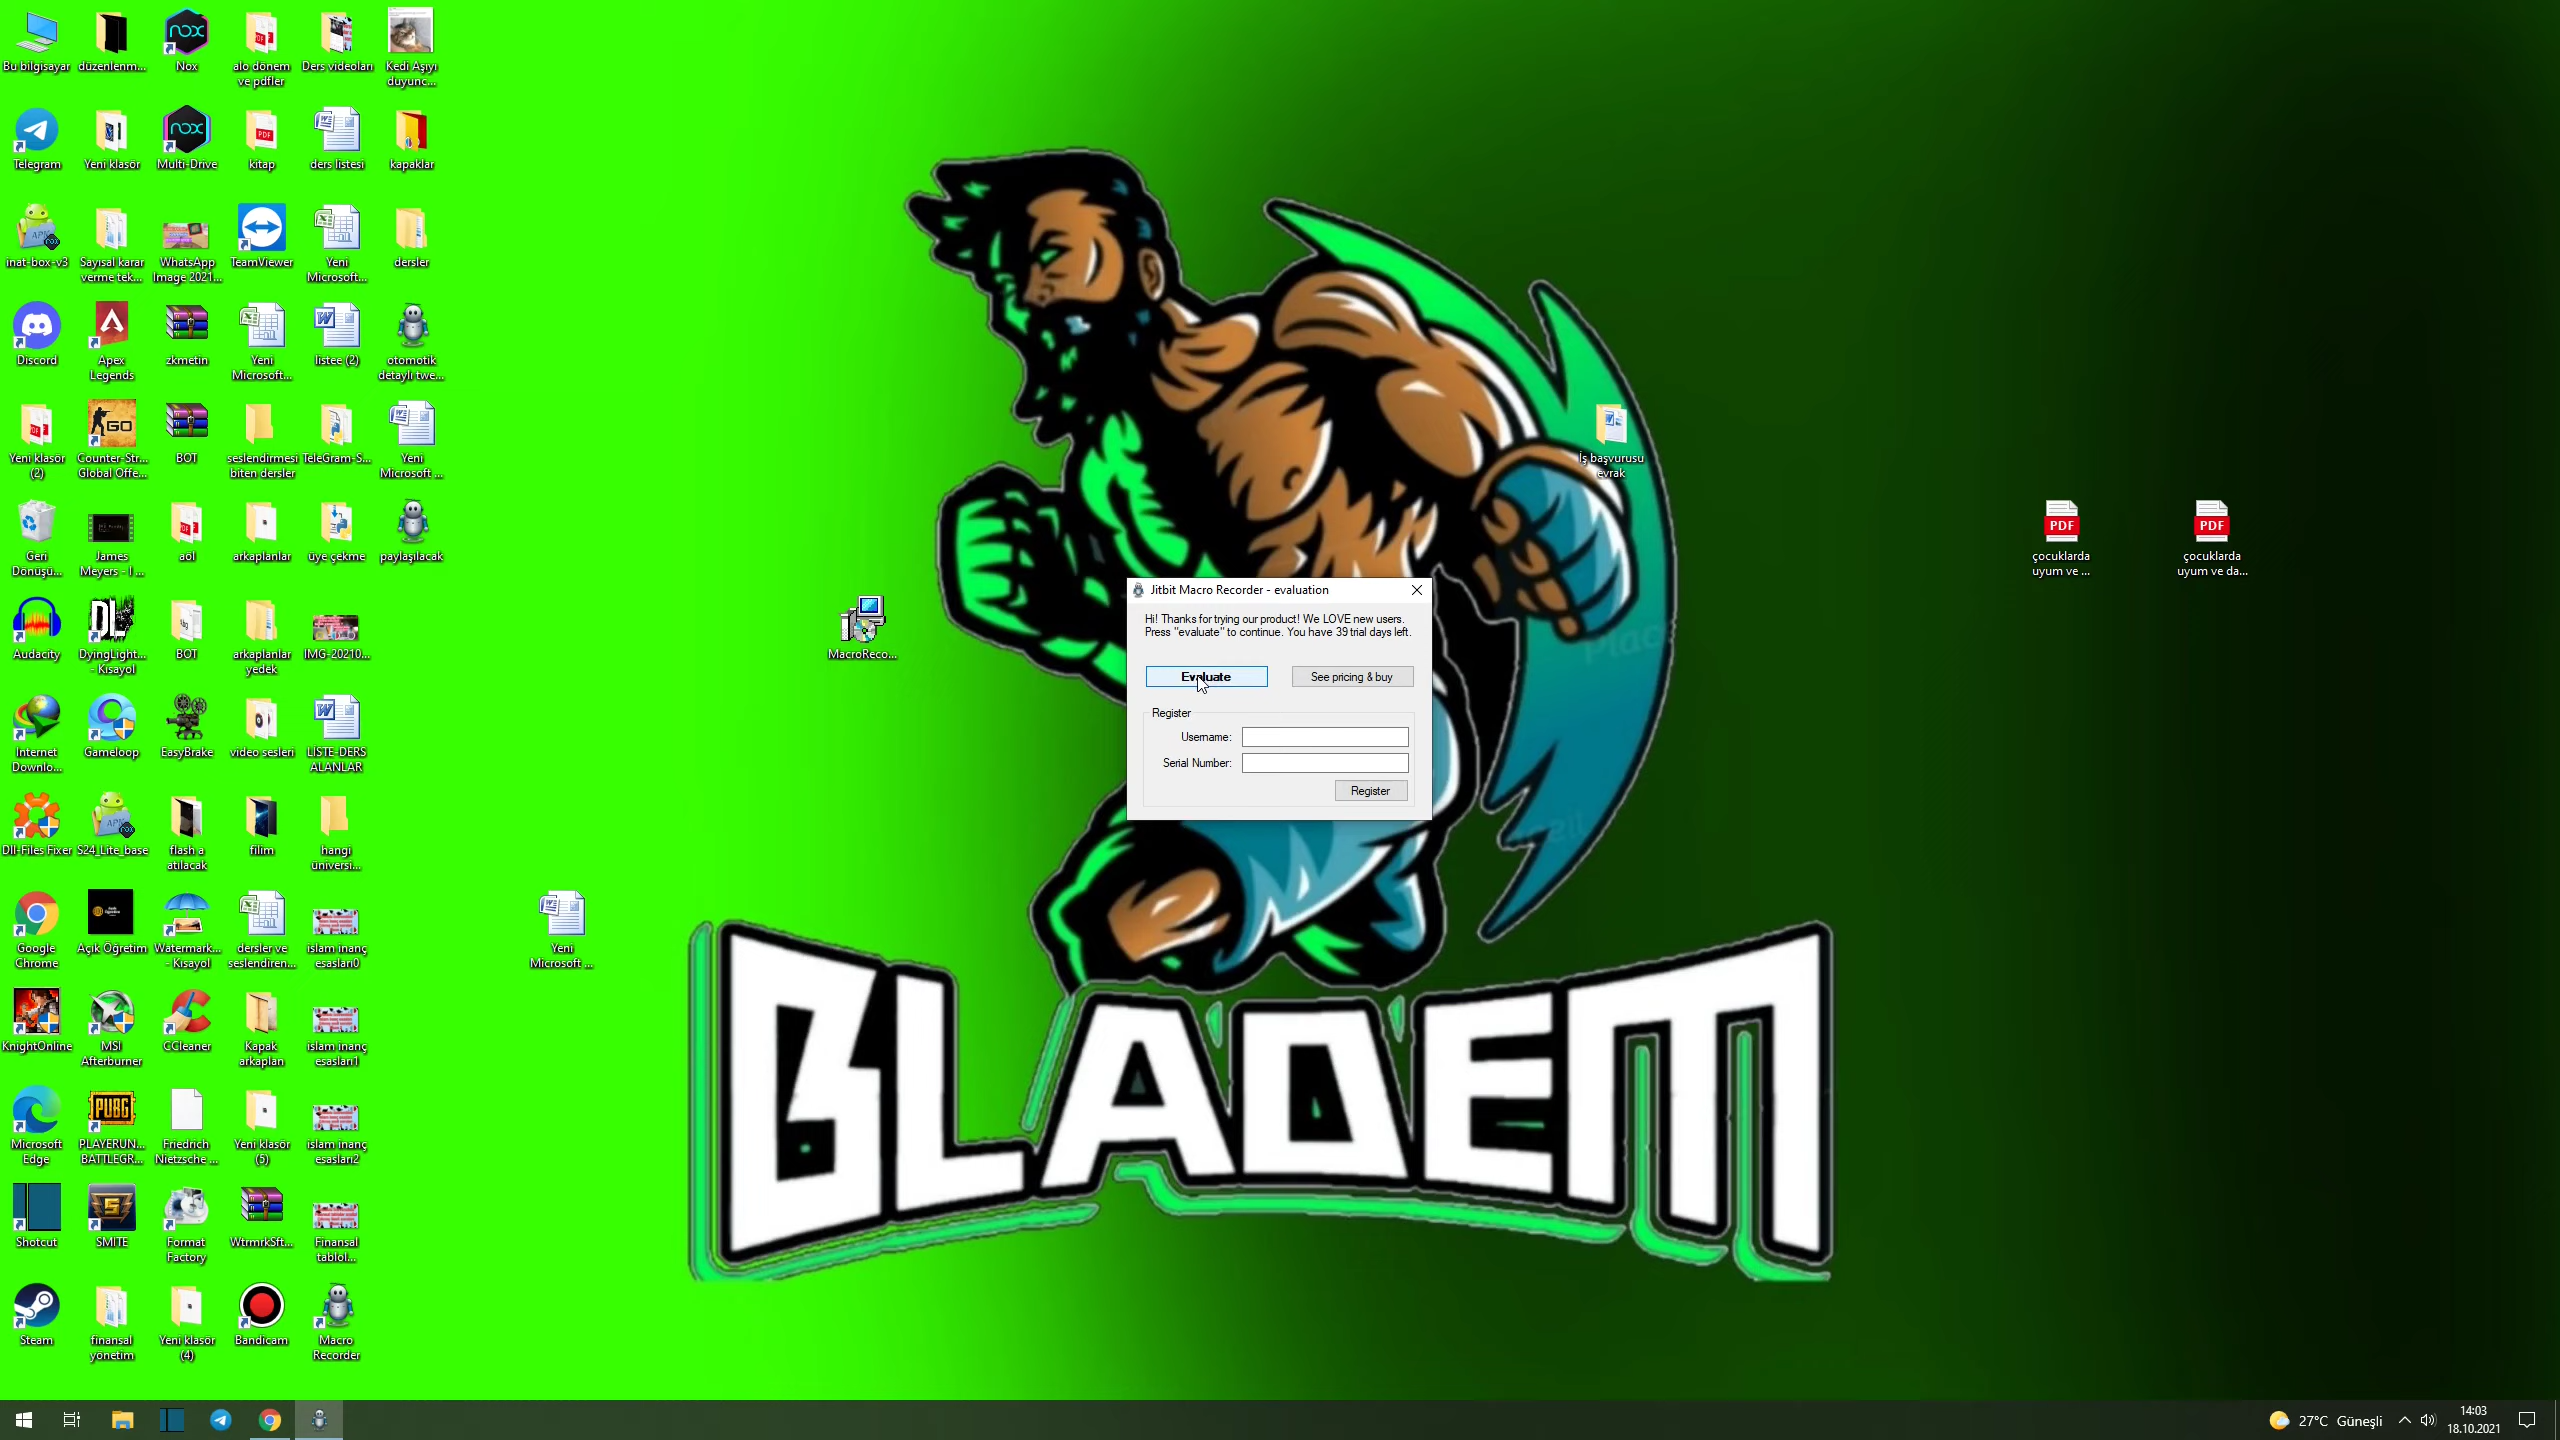 Bu bilgisayar
düzenlenm...
Nox
alo dönem
ve pdfler
Ders videoları
Kedi Aşıyı
duyunc...
Telegram
Yeni klasör
Multi-Drive
kitap
ders listesi
kapaklar
inat-box-v3
Sayısal karar
verme tek...
WhatsApp
Image 2021...
TeamViewer
Yeni
Microsoft...
dersler
Discord
Apex
Legends
zkmetin
Yeni
Microsoft...
listee (2)
otomotik
detaylı twe...
Yeni klasör
(2)
Counter-Str...
Global Offe...
BOT
seslendirmesi
biten dersler
TeleGram-S...
Yeni
Microsoft ...
İş başvurusu
evrak
Geri
Dönüşü...
James
Meyers - I ...
aöl
arkaplanlar
üye çekme
paylaşılacak
PDF
çocuklarda
uyum ve ...
PDF
çocuklarda
uyum ve da...
Audacity
DyingLight...
- Kısayol
BOT
arkaplanlar
yedek
IMG-20210...
MacroReco...
Jitbit Macro Recorder - evaluation
Hi! Thanks for trying our product! We LOVE new users.
Press "evaluate" to continue. You have 39 trial days left.
Evaluate
See pricing & buy
Register
Username:
Serial Number:
Register
Internet
Downlo...
Gameloop
EasyBrake
video sesleri
LİSTE-DERS
ALANLAR
Dll-Files Fixer
S24_Lite_base
flash a
atılacak
filim
hangi
üniversi...
Google
Chrome
Açık Öğretim
Watermark...
- Kısayol
dersler ve
seslendiren...
islam inanç
esasları0
Yeni
Microsoft ...
KnightOnline
MSI
Afterburner
CCleaner
Kapak
arkaplan
islam inanç
esasları1
Microsoft
Edge
PLAYERUN...
BATTLEGR...
Friedrich
Nietzsche ...
Yeni klasör
(5)
islam inanç
esasları2
Shotcut
SMITE
Format
Factory
WtrmrkSft...
Finansal
tablol...
Steam
finansal
yönetim
Yeni klasör
(4)
Bandicam
Macro
Recorder
BLADEM
27°C Güneşli
14:03
18.10.2021